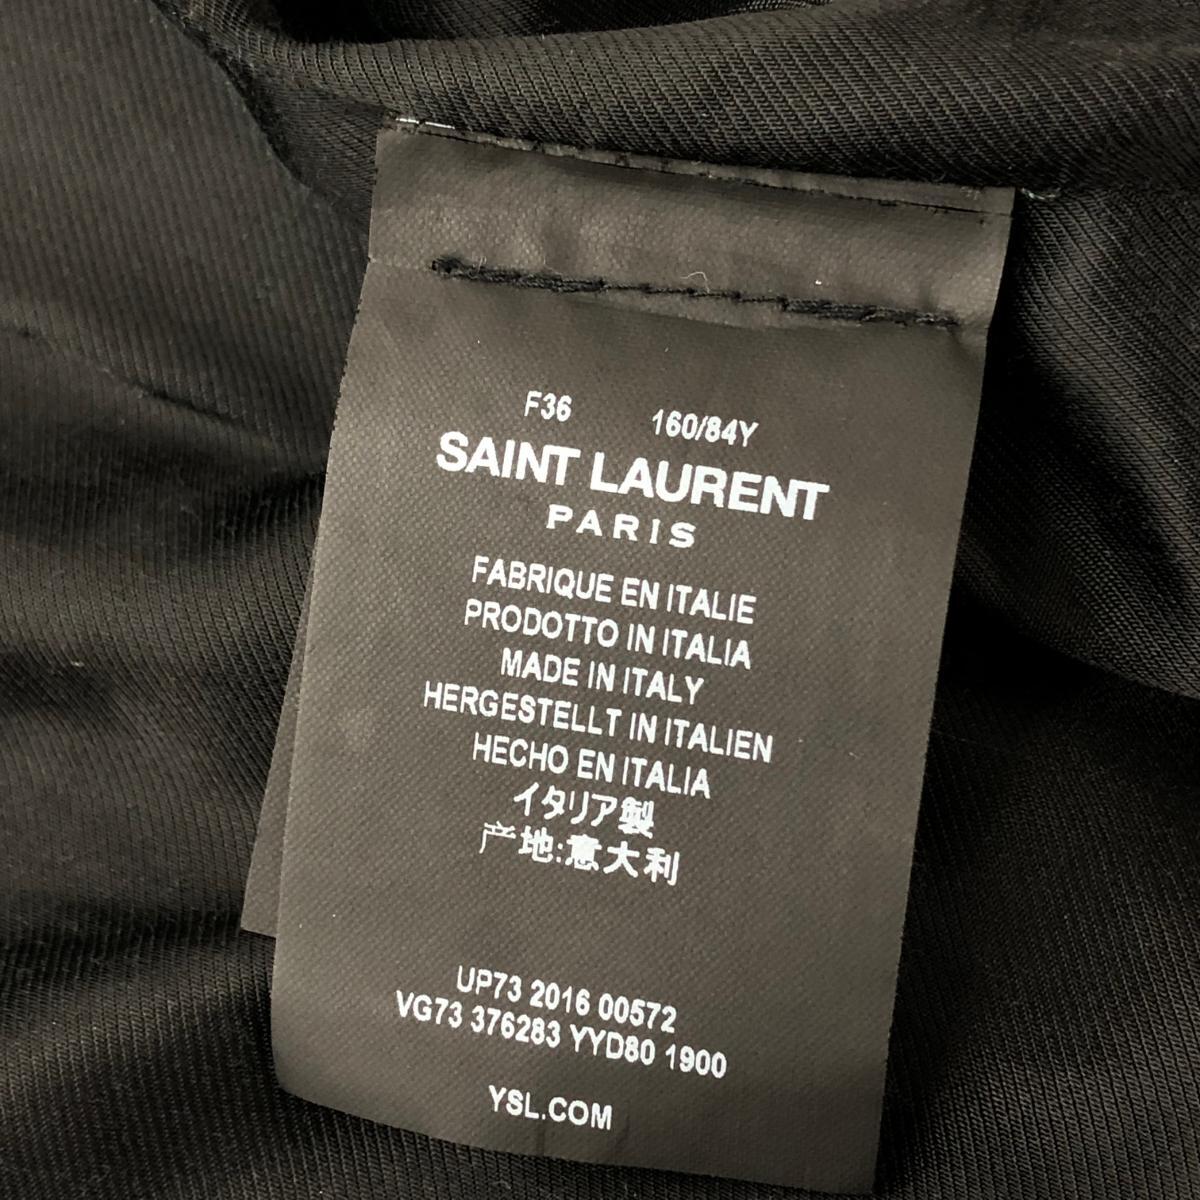 F36 160/84Y
SAINT LAURENT
PARIS
FABRIQUE EN ITALIE
PRODOTTO IN ITALIA
MADE IN ITALY
HERGESTELLT IN ITALIEN
HECHO EN ITALIA
イタリア製
产地:意大利
UP73 2016 00572
VG73 376283 YYD80 1900
YSL.COM